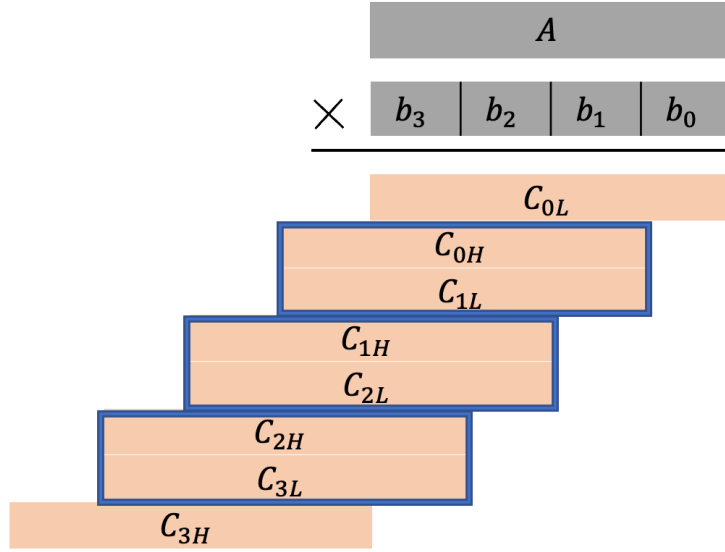 A
× b₃ b₂ b₁ b₀
C₀L
C₀H
C₁L
C₁H
C₂L
C₂H
C₃L
C₃H